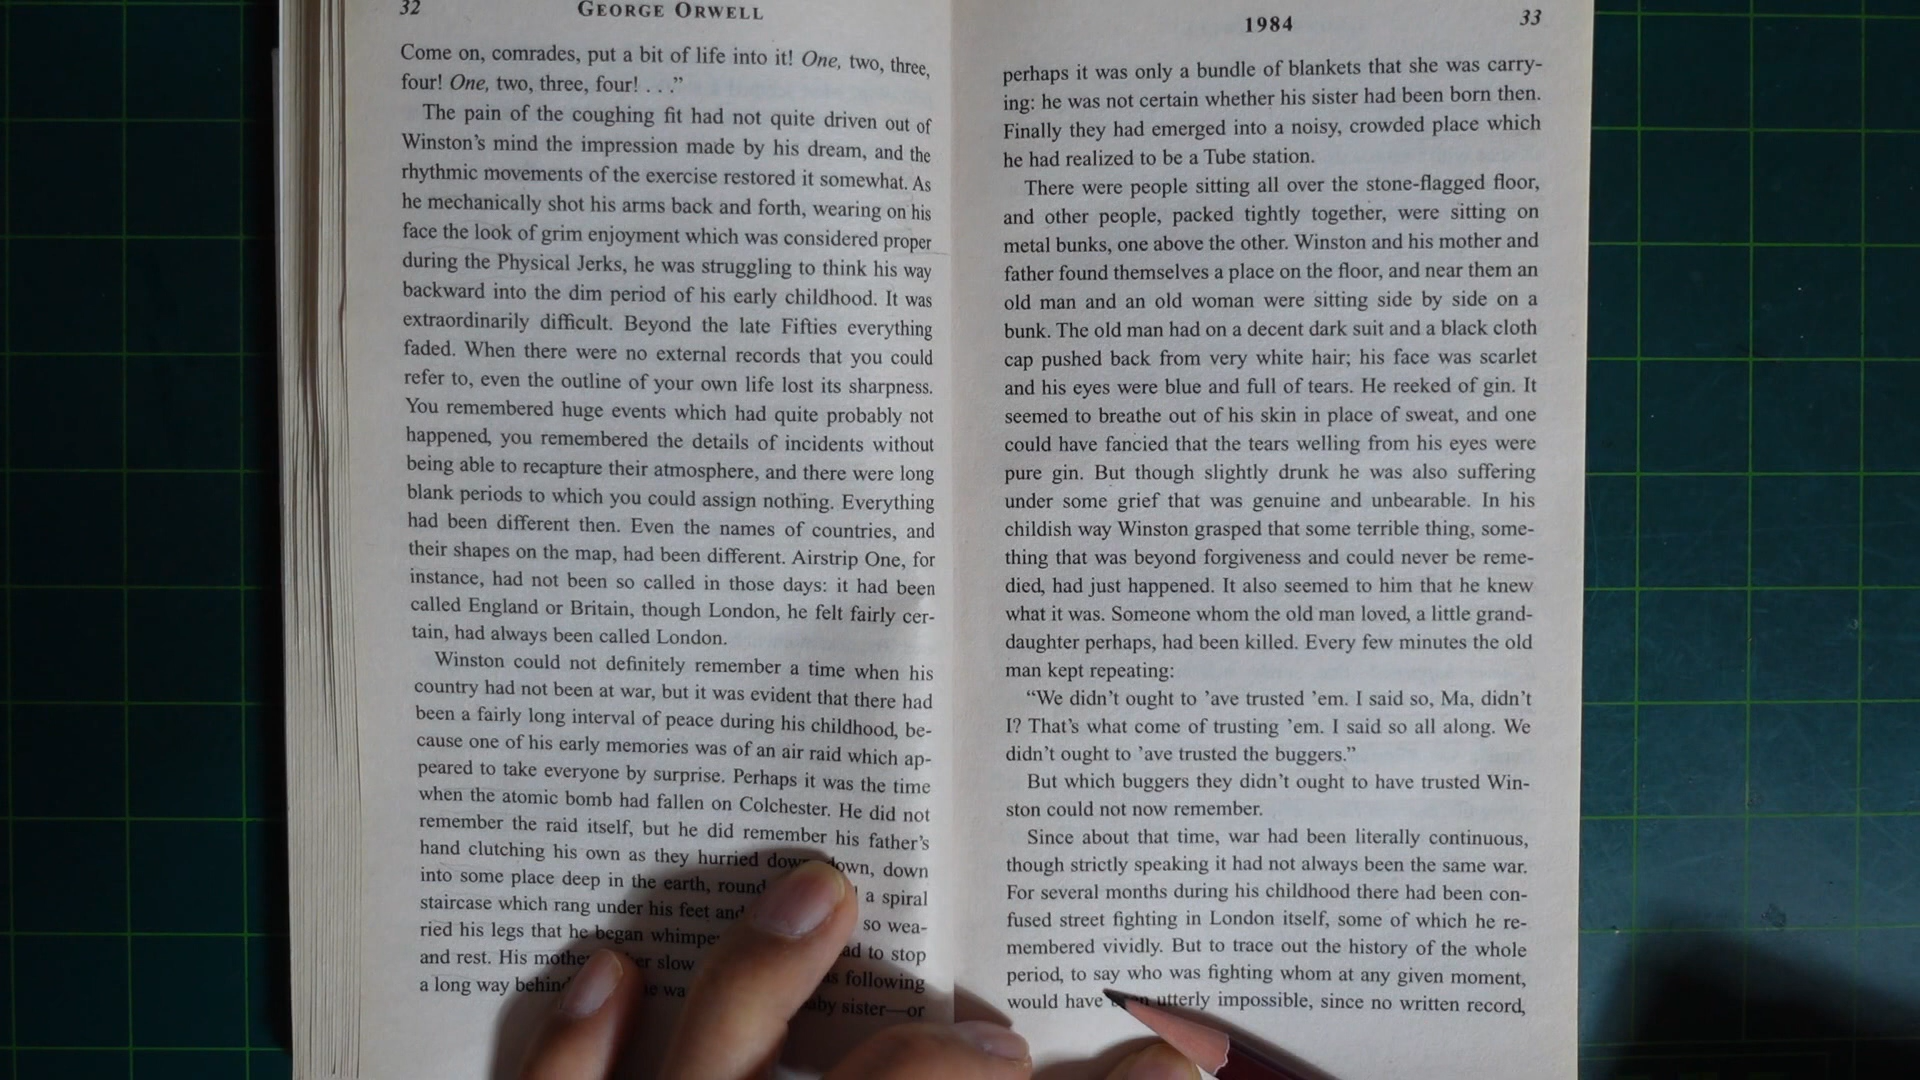 32
GEORGE ORWELL
Come on, comrades, put a bit of life into it! One, two, three,
four! One, two, three, four! . . .”
The pain of the coughing fit had not quite driven out of
Winston’s mind the impression made by his dream, and the
rhythmic movements of the exercise restored it somewhat. As
he mechanically shot his arms back and forth, wearing on his
face the look of grim enjoyment which was considered proper
during the Physical Jerks, he was struggling to think his way
backward into the dim period of his early childhood. It was
extraordinarily difficult. Beyond the late Fifties everything
faded. When there were no external records that you could
refer to, even the outline of your own life lost its sharpness.
You remembered huge events which had quite probably not
happened, you remembered the details of incidents without
being able to recapture their atmosphere, and there were long
blank periods to which you could assign nothing. Everything
had been different then. Even the names of countries, and
their shapes on the map, had been different. Airstrip One, for
instance, had not been so called in those days: it had been
called England or Britain, though London, he felt fairly cer-
tain, had always been called London.
Winston could not definitely remember a time when his
country had not been at war, but it was evident that there had
been a fairly long interval of peace during his childhood, be-
cause one of his early memories was of an air raid which ap-
peared to take everyone by surprise. Perhaps it was the time
when the atomic bomb had fallen on Colchester. He did not
remember the raid itself, but he did remember his father’s
hand clutching his own as they hurried down, down
into some place deep in the earth, round a spiral
staircase which rang under his feet and so wea-
ried his legs that he began to stop
and rest. His slow following
a long way sister—or
1984
33
perhaps it was only a bundle of blankets that she was carry-
ing: he was not certain whether his sister had been born then.
Finally they had emerged into a noisy, crowded place which
he had realized to be a Tube station.
There were people sitting all over the stone-flagged floor,
and other people, packed tightly together, were sitting on
metal bunks, one above the other. Winston and his mother and
father found themselves a place on the floor, and near them an
old man and an old woman were sitting side by side on a
bunk. The old man had on a decent dark suit and a black cloth
cap pushed back from very white hair; his face was scarlet
and his eyes were blue and full of tears. He reeked of gin. It
seemed to breathe out of his skin in place of sweat, and one
could have fancied that the tears welling from his eyes were
pure gin. But though slightly drunk he was also suffering
under some grief that was genuine and unbearable. In his
childish way Winston grasped that some terrible thing, some-
thing that was beyond forgiveness and could never be reme-
died, had just happened. It also seemed to him that he knew
what it was. Someone whom the old man loved, a little grand-
daughter perhaps, had been killed. Every few minutes the old
man kept repeating:
“We didn’t ought to ’ave trusted ’em. I said so, Ma, didn’t
I? That’s what come of trusting ’em. I said so all along. We
didn’t ought to ’ave trusted the buggers.”
But which buggers they didn’t ought to have trusted Win-
ston could not now remember.
Since about that time, war had been literally continuous,
though strictly speaking it had not always been the same war.
For several months during his childhood there had been con-
fused street fighting in London itself, some of which he re-
membered vividly. But to trace out the history of the whole
period, to say who was fighting whom at any given moment,
would have utterly impossible, since no written record,